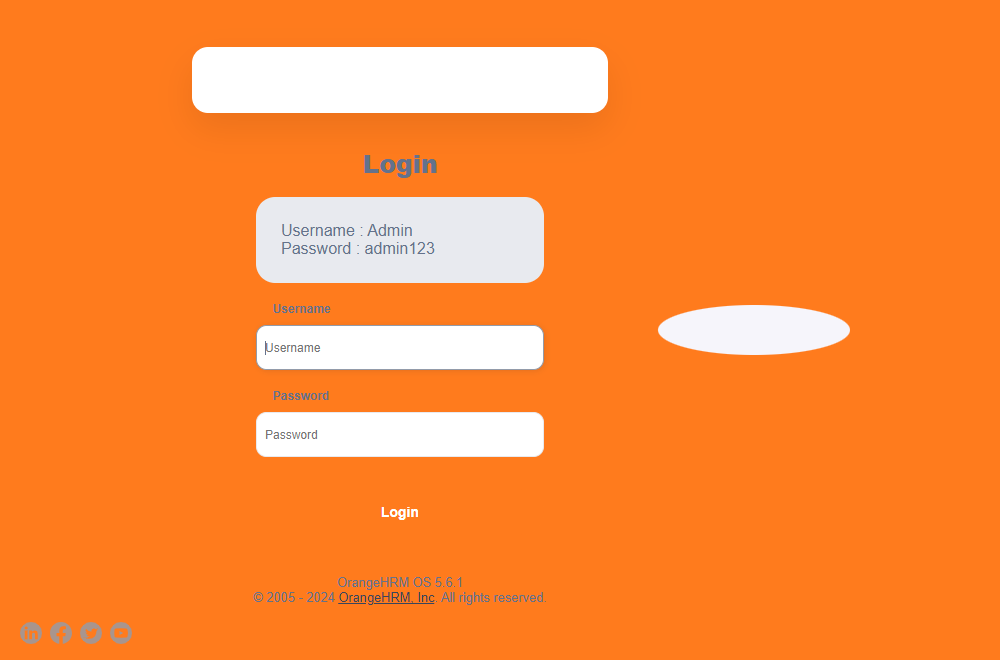 Login
Username : Admin
Password : admin123
Username
Username
Password
Password
Login
OrangeHRM OS 5.6.1
© 2005 - 2024 OrangeHRM, Inc. All rights reserved.